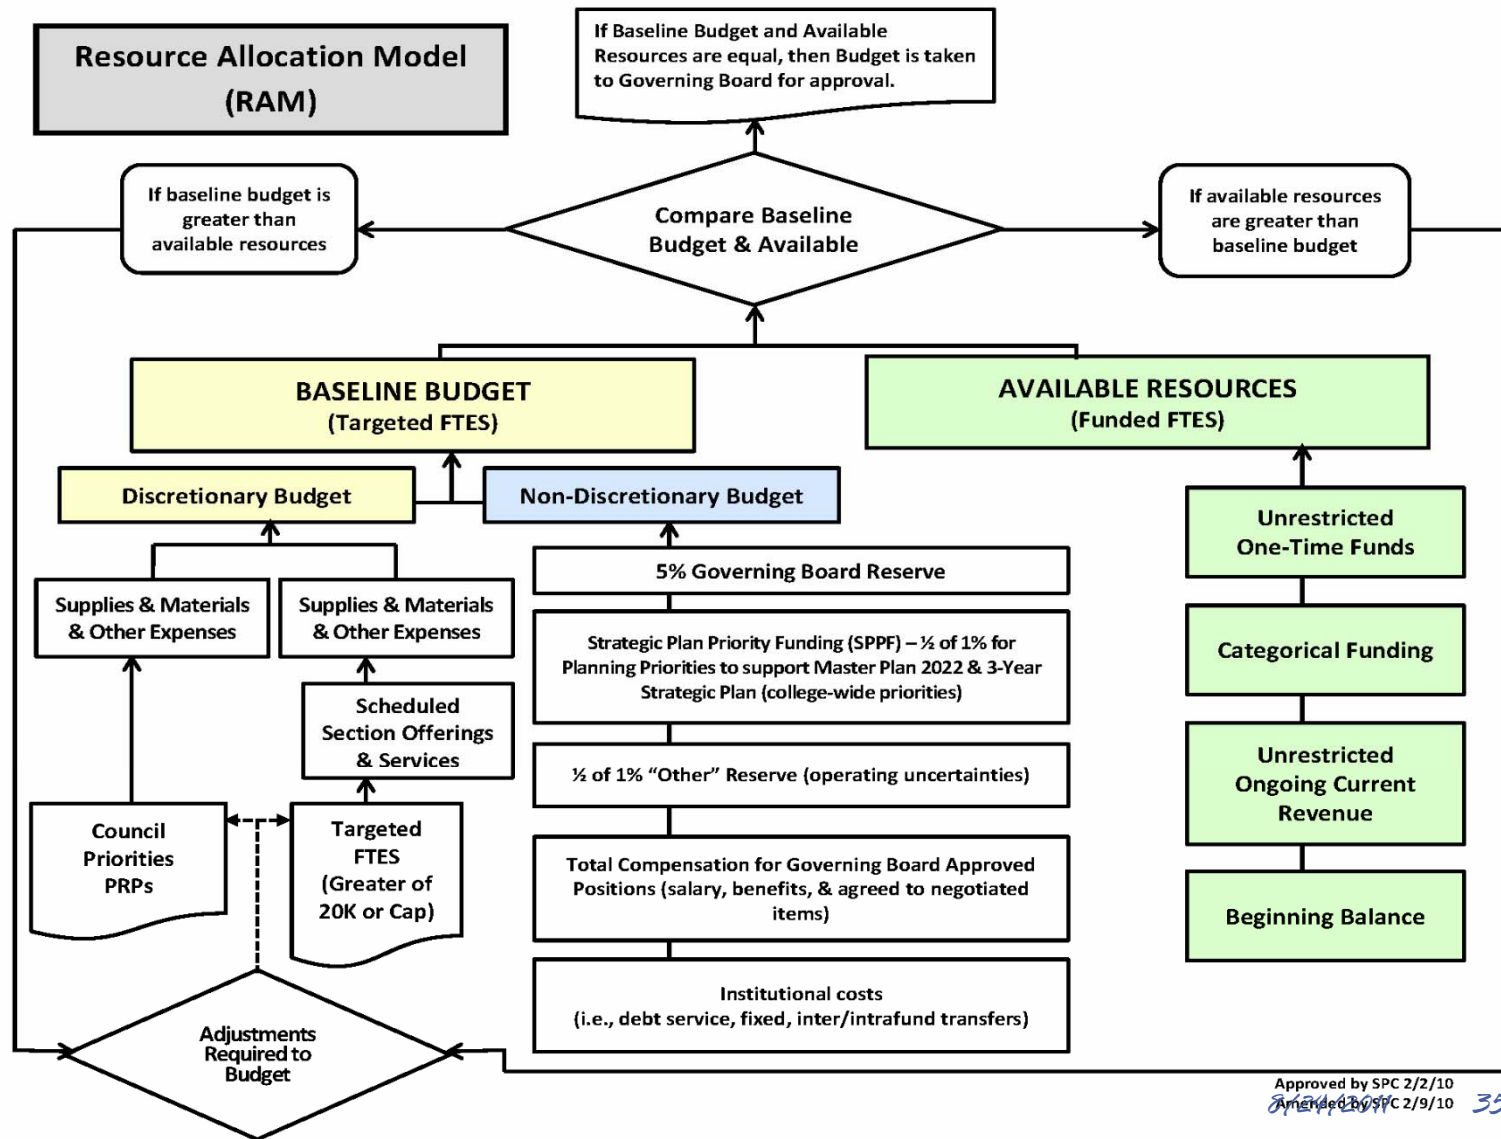 Resource Allocation Model
(RAM)
If Baseline Budget and Available
Resources are equal, then Budget is taken
to Governing Board for approval.
If baseline budget is
greater than
available resources
Compare Baseline
Budget & Available
If available resources
are greater than
baseline budget
BASELINE BUDGET
(Targeted FTES)
AVAILABLE RESOURCES
(Funded FTES)
Discretionary Budget
Non-Discretionary Budget
Supplies & Materials
& Other Expenses
Supplies & Materials
& Other Expenses
Scheduled
Section Offerings
& Services
Council
Priorities
PRPs
Targeted
FTES
(Greater of
20K or Cap)
Adjustments
Required to
Budget
5% Governing Board Reserve
Strategic Plan Priority Funding (SPPF) – ½ of 1% for
Planning Priorities to support Master Plan 2022 & 3-Year
Strategic Plan (college-wide priorities)
½ of 1% “Other” Reserve (operating uncertainties)
Total Compensation for Governing Board Approved
Positions (salary, benefits, & agreed to negotiated
items)
Institutional costs
(i.e., debt service, fixed, inter/intrafund transfers)
Unrestricted
One-Time Funds
Categorical Funding
Unrestricted
Ongoing Current
Revenue
Beginning Balance
Approved by SPC 2/2/10
Amended by SPC 2/9/10
8/24/2011
35